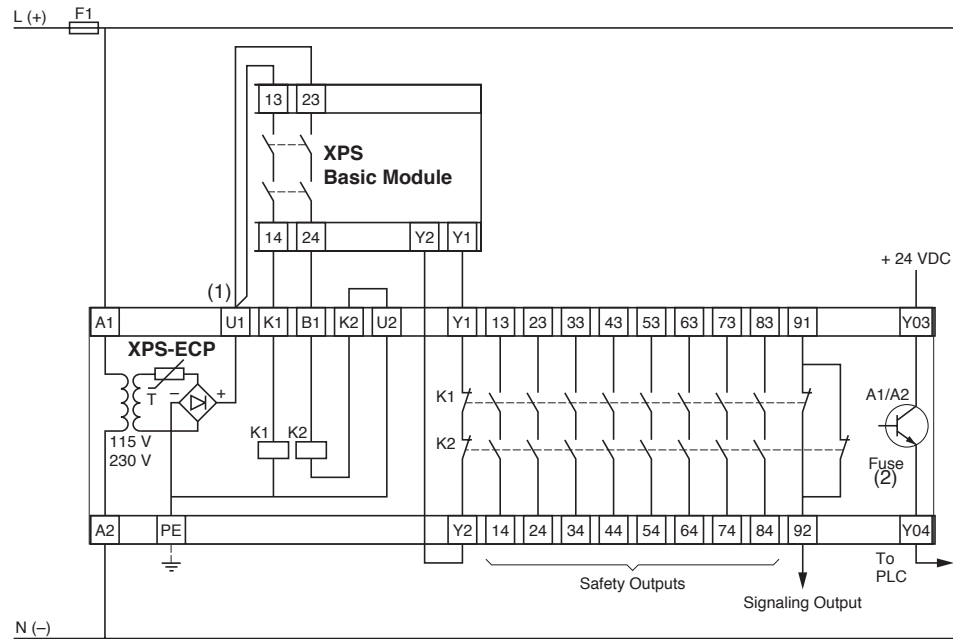 L (+)
F1
13 23
XPS
Basic Module
14 24 Y2 Y1
+ 24 VDC
(1)
A1 U1 K1 B1 K2 U2 Y1 13 23 33 43 53 63 73 83 91 Y03
XPS-ECP
T – +
K1
A1/A2
115 V
230 V
K1 K2
K2
Fuse
(2)
A2 PE Y2 14 24 34 44 54 64 74 84 92 Y04
Safety Outputs
To
PLC
Signaling Output
N (–)